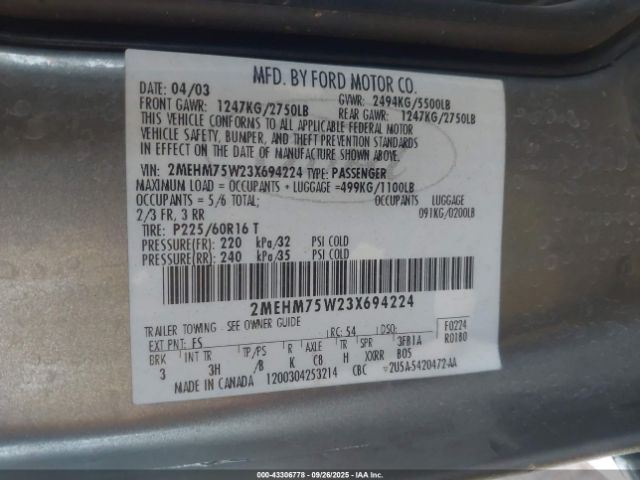 MFD. BY FORD MOTOR CO.
DATE: 04/03 GVWR: 2494KG/5500LB
FRONT GAWR: 1247KG/2750LB REAR GAWR: 1247KG/2750LB
THIS VEHICLE CONFORMS TO ALL APPLICABLE FEDERAL MOTOR
VEHICLE SAFETY, BUMPER, AND THEFT PREVENTION STANDARDS
IN EFFECT ON THE DATE OF MANUFACTURE SHOWN ABOVE.
VIN: 2MEHM75W23X694224 TYPE: PASSENGER
MAXIMUM LOAD = OCCUPANTS + LUGGAGE =499KG/1100LB
OCCUPANTS = 5/6 TOTAL; OCCUPANTS LUGGAGE
2/3 FR, 3 RR 091KG/0200LB
TIRE: P225/60R16 T
PRESSURE(FR) 220 kPa/32 PSI COLD
PRESSURE(RR) 240 kPa/35 PSI COLD
2MEHM75W23X694224
TRAILER TOWING - SEE OWNER GUIDE
EXT PNT: FS RC: 54 DSO: F0224
BRK INT TR TP/PS R AXLE TR SPR 3FB1A R0180
3 3H /B K C8 H XXRR B05
MADE IN CANADA 1200304253214 CBC 2U5A-5420472-AA
000-43306778 - 09/26/2025 - IAA Inc.